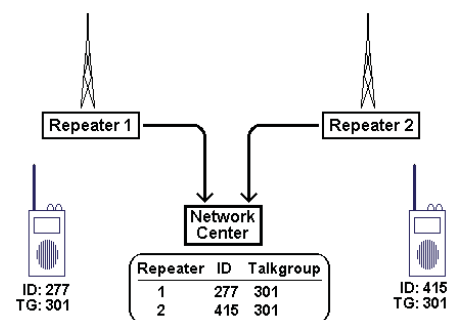 Repeater 1
Repeater 2
Network
Center
ID: 277
TG: 301
Repeater ID Talkgroup
1 277 301
2 415 301
ID: 415
TG: 301